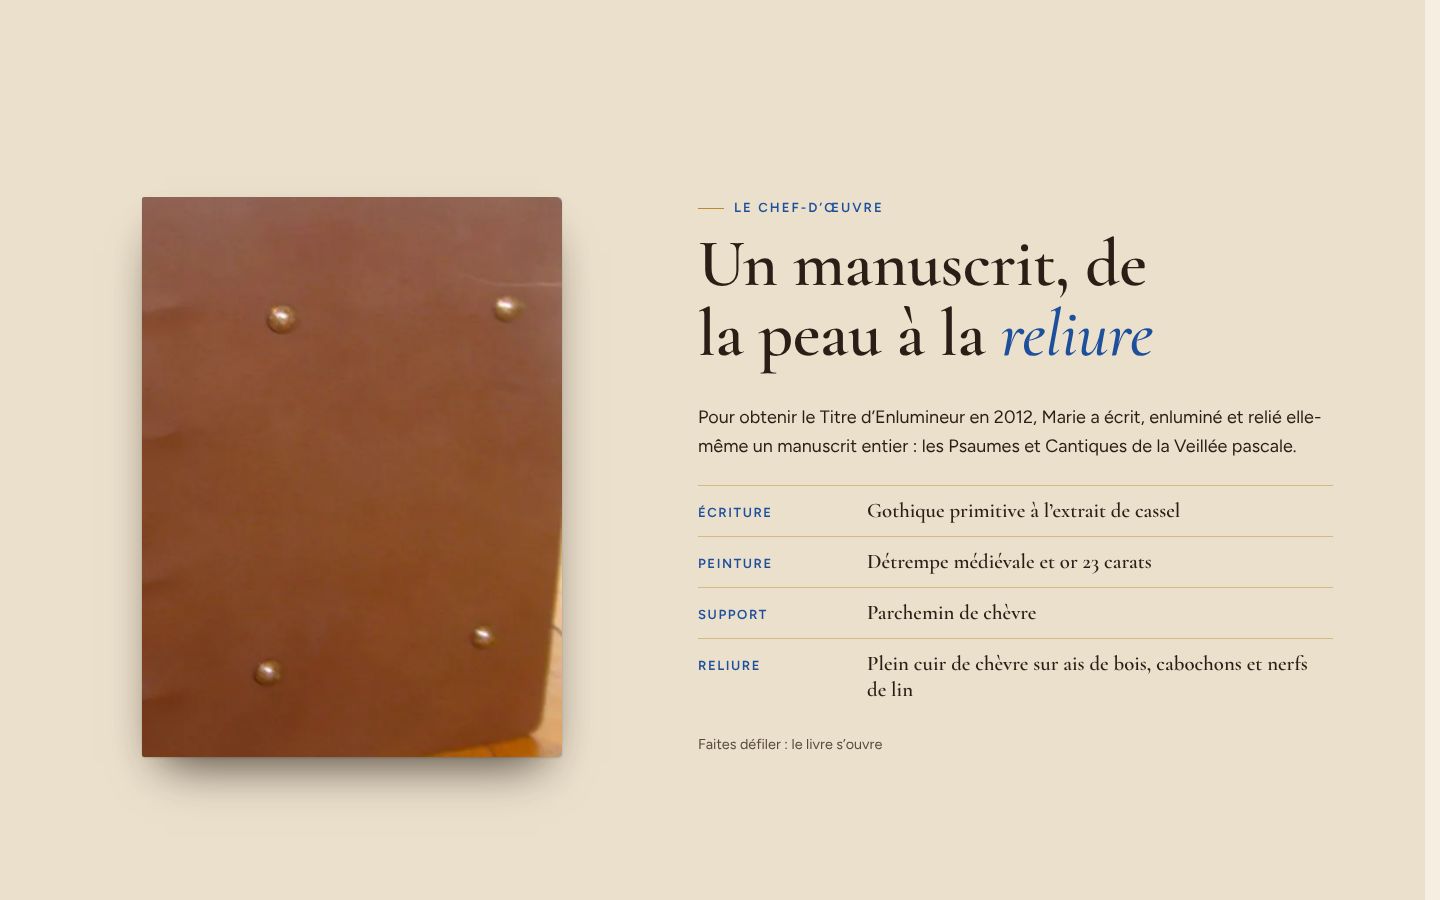 LE CHEF-D’ŒUVRE
Un manuscrit, de
la peau à la reliure
Pour obtenir le Titre d’Enlumineur en 2012, Marie a écrit, enluminé et relié elle-
même un manuscrit entier : les Psaumes et Cantiques de la Veillée pascale.
ÉCRITURE Gothique primitive à l’extrait de cassel
PEINTURE Détrempe médiévale et or 23 carats
SUPPORT Parchemin de chèvre
RELIURE Plein cuir de chèvre sur ais de bois, cabochons et nerfs
de lin
Faites défiler : le livre s’ouvre